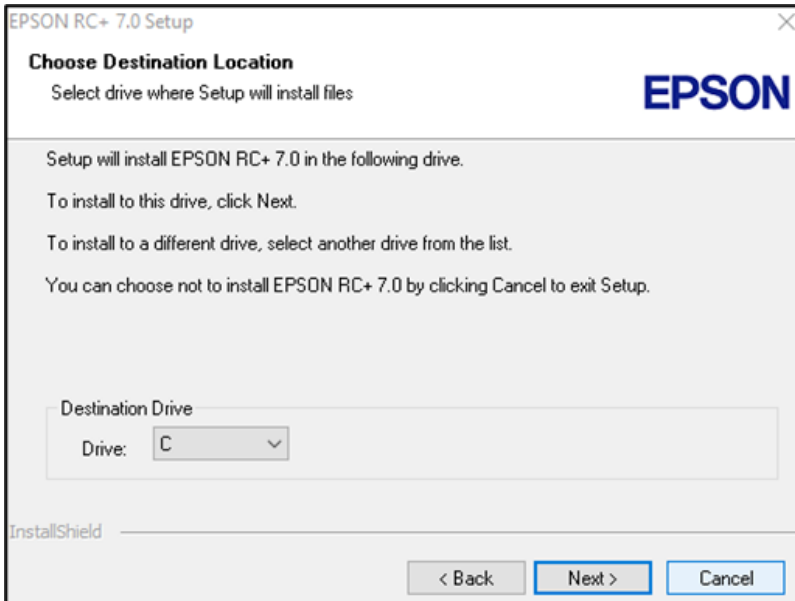 EPSON RC+ 7.0 Setup
Choose Destination Location
Select drive where Setup will install files
EPSON
Setup will install EPSON RC+ 7.0 in the following drive.
To install to this drive, click Next.
To install to a different drive, select another drive from the list.
You can choose not to install EPSON RC+ 7.0 by clicking Cancel to exit Setup.
Destination Drive
Drive: C
InstallShield
< Back Next > Cancel